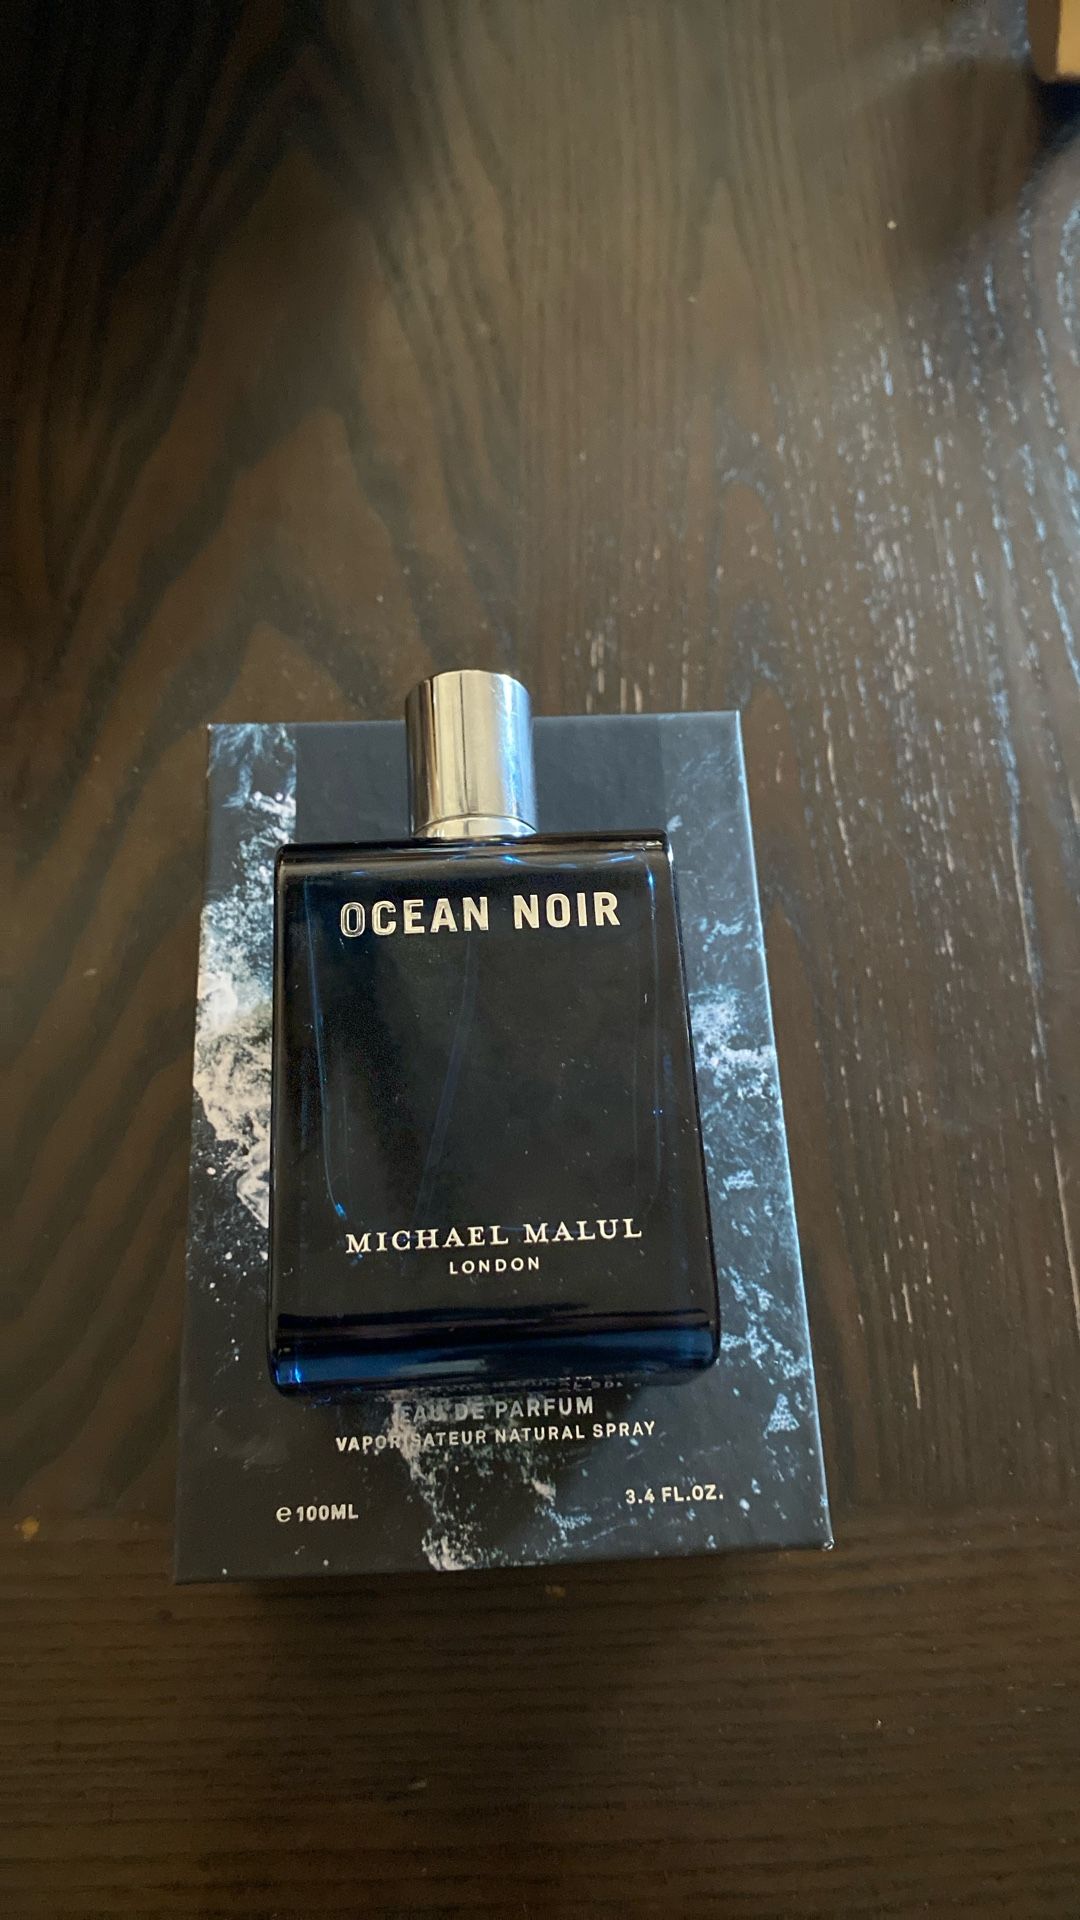 OCEAN NOIR
MICHAEL MALUL
LONDON
EAU DE PARFUM
VAPORISATEUR NATURAL SPRAY
℮100ML
3.4 FL.OZ.